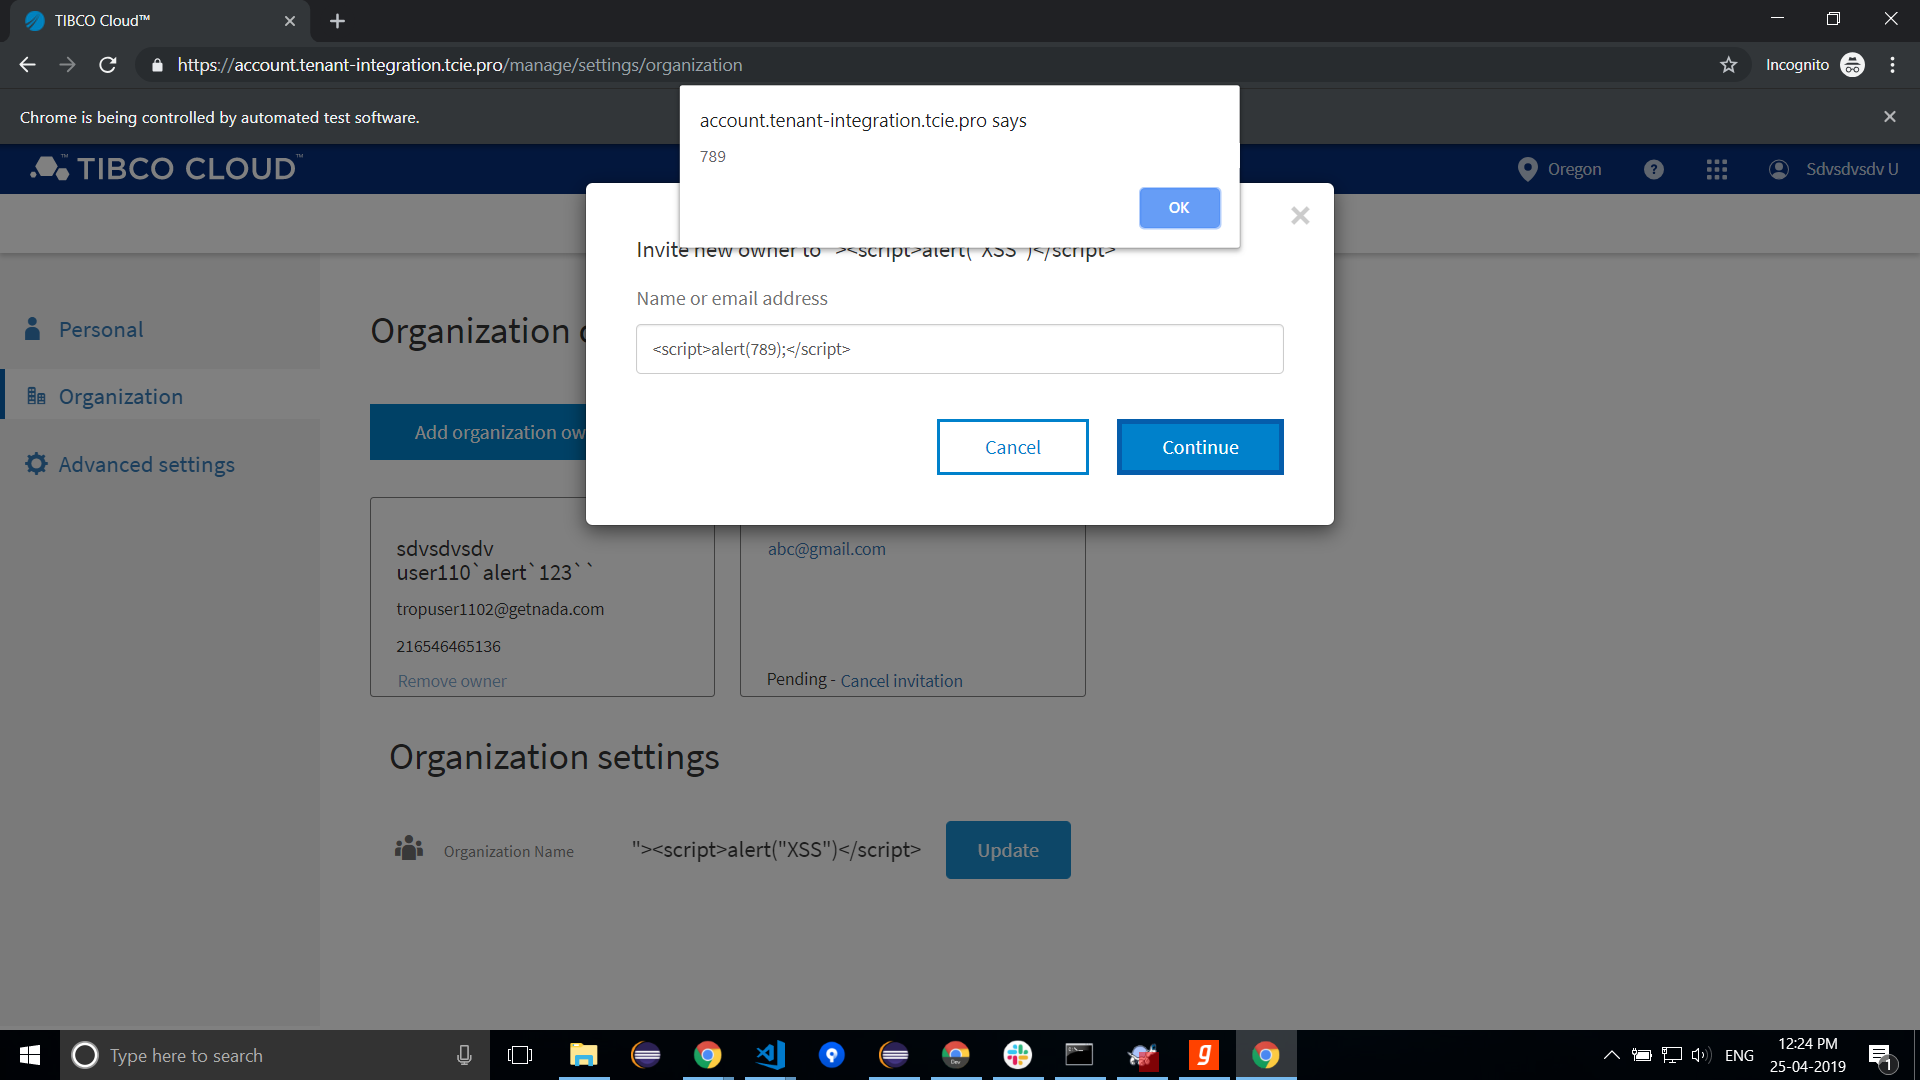 TIBCO Cloud™
https://account.tenant-integration.tcie.pro/manage/settings/organization
Incognito
Chrome is being controlled by automated test software.
account.tenant-integration.tcie.pro says
789
OK
TIBCO CLOUD™
Oregon
Sdvsdvsdv U
Invite new owner to "><script>alert("XSS")</script>
Name or email address
<script>alert(789);</script>
Cancel
Continue
Personal
Organization
Advanced settings
Organization
Add organization ow
sdvsdvsdv
user110`alert`123``
tropuser1102@getnada.com
216546465136
Remove owner
abc@gmail.com
Pending - Cancel invitation
Organization settings
Organization Name
"><script>alert("XSS")</script>
Update
Type here to search
ENG
12:24 PM
25-04-2019
1